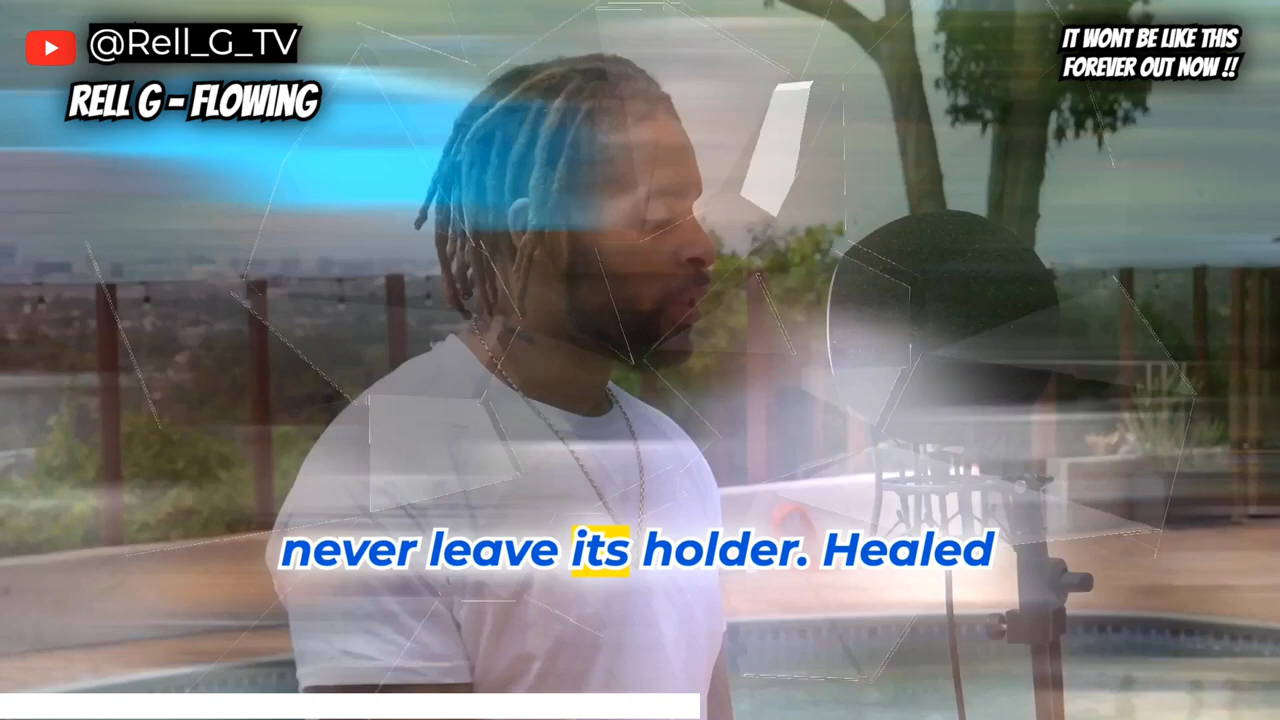 @Rell_G_TV
RELL G - FLOWING
IT WONT BE LIKE THIS
FOREVER OUT NOW !!
never leave its holder. Healed